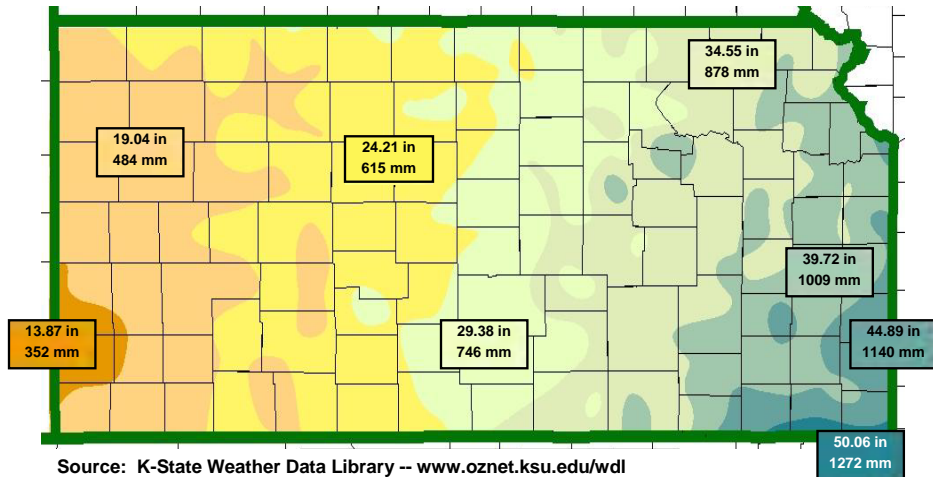 34.55 in
878 mm
19.04 in
484 mm
24.21 in
615 mm
39.72 in
1009 mm
13.87 in
352 mm
29.38 in
746 mm
44.89 in
1140 mm
50.06 in
1272 mm
Source: K-State Weather Data Library -- www.oznet.ksu.edu/wdl